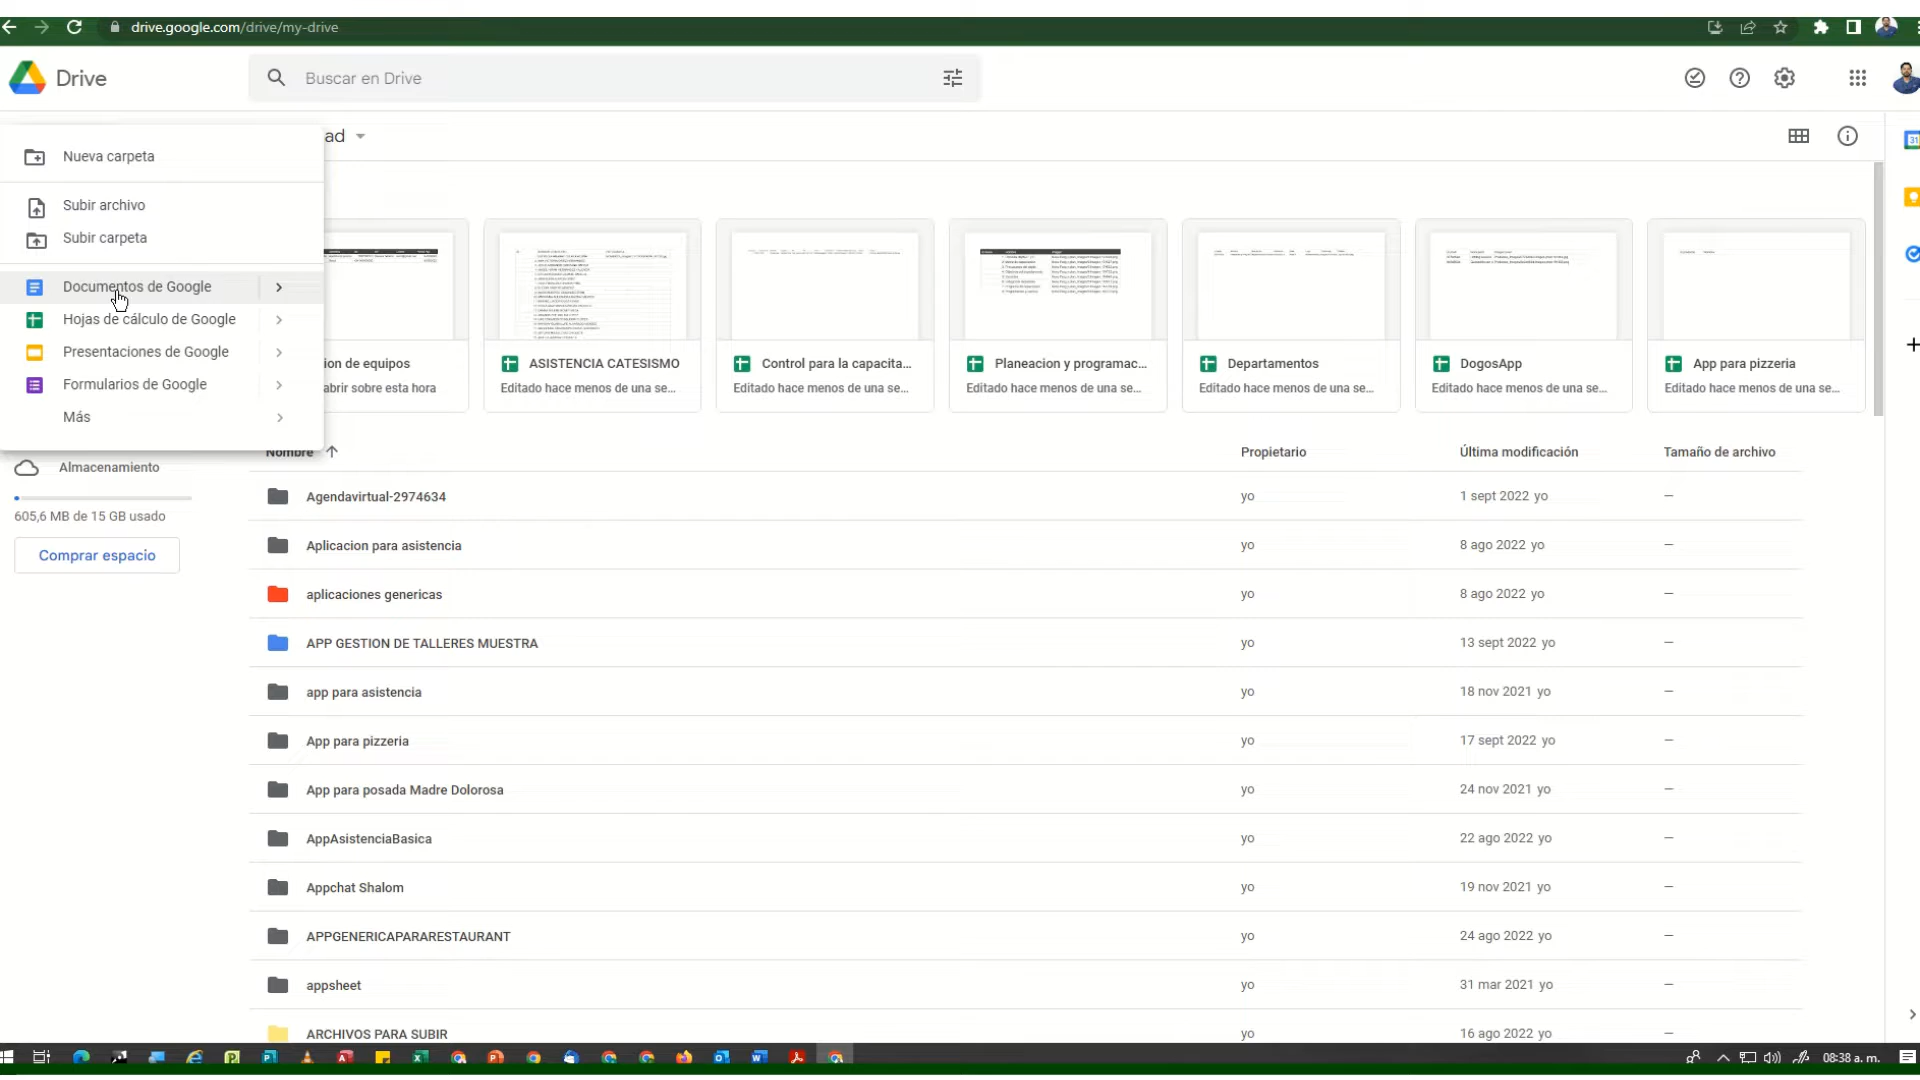 drive.google.com/drive/my-drive
Drive
Buscar en Drive
ad
Nueva carpeta
Subir archivo
Subir carpeta
Documentos de Google
Hojas de cálculo de Google
Presentaciones de Google
Formularios de Google
Más
ion de equipos
abrir sobre esta hora
ASISTENCIA CATESISMO
Editado hace menos de una se...
Control para la capacita...
Editado hace menos de una se...
Planeacion y programac...
Editado hace menos de una se...
Departamentos
Editado hace menos de una se...
DogosApp
Editado hace menos de una se...
App para pizzeria
Editado hace menos de una se...
Almacenamiento
605,6 MB de 15 GB usado
Comprar espacio
Nombre Propietario Última modificación Tamaño de archivo
Agendavirtual-2974634 yo 1 sept 2022 yo —
Aplicacion para asistencia yo 8 ago 2022 yo —
aplicaciones genericas yo 8 ago 2022 yo —
APP GESTION DE TALLERES MUESTRA yo 13 sept 2022 yo —
app para asistencia yo 18 nov 2021 yo —
App para pizzeria yo 17 sept 2022 yo —
App para posada Madre Dolorosa yo 24 nov 2021 yo —
AppAsistenciaBasica yo 22 ago 2022 yo —
Appchat Shalom yo 19 nov 2021 yo —
APPGENERICAPARARESTAURANT yo 24 ago 2022 yo —
appsheet yo 31 mar 2021 yo —
ARCHIVOS PARA SUBIR yo 16 ago 2022 yo —
08:38 a. m.